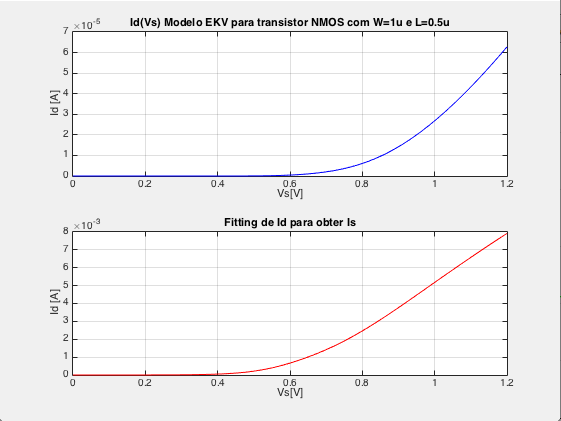 Id(Vs) Modelo EKV para transistor NMOS com W=1u e L=0.5u
×10⁻⁵
7
6
5
4
3
2
1
0
Id [A]
0 0.2 0.4 0.6 0.8 1 1.2
Vs[V]
Fitting de Id para obter Is
×10⁻³
8
7
6
5
4
3
2
1
0
Id [A]
0 0.2 0.4 0.6 0.8 1 1.2
Vs[V]